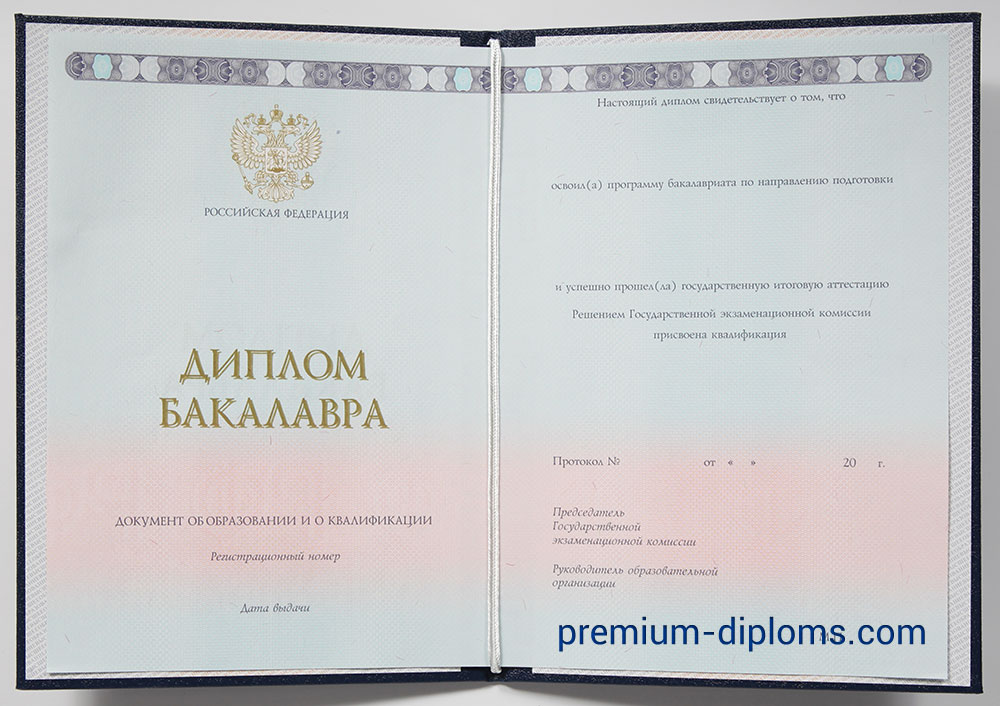 РОССИЙСКАЯ ФЕДЕРАЦИЯ
ДИПЛОМ
БАКАЛАВРА
ДОКУМЕНТ ОБ ОБРАЗОВАНИИ И О КВАЛИФИКАЦИИ
Регистрационный номер
Дата выдачи
Настоящий диплом свидетельствует о том, что
освоил(а) программу бакалавриата по направлению подготовки
и успешно прошел(ла) государственную итоговую аттестацию
Решением Государственной экзаменационной комиссии
присвоена квалификация
Протокол № от « » 20 г.
Председатель
Государственной
экзаменационной комиссии
Руководитель образовательной
организации
premium-diploms.com